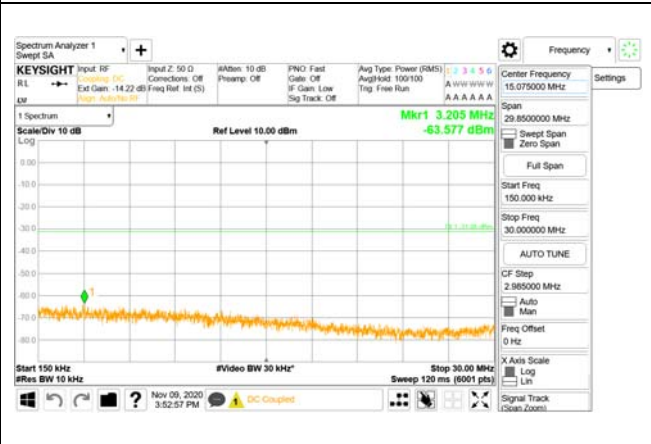 Spectrum Analyzer 1
Swept SA
Frequency
KEYSIGHT
RL
Input: RF
Coupling: DC
Ext Gain: -14.22 dB
Align: Auto/No RF
Input Z: 50 Ω
Corrections: Off
Freq Ref: Int (S)
#Atten: 10 dB
Preamp: Off
PNO: Fast
Gate: Off
IF Gain: Low
Sig Track: Off
Avg Type: Power (RMS)
Avg|Hold: 100/100
Trig: Free Run
1 2 3 4 5 6
A W W W W W
A A A A A A
1 Spectrum
Scale/Div 10 dB
Log
Ref Level 10.00 dBm
Mkr1 3.205 MHz
-63.577 dBm
0.00
-10.0
-20.0
-30.0
-40.0
-50.0
-60.0
-70.0
-80.0
1
Start 150 kHz
#Res BW 10 kHz
#Video BW 30 kHz*
Stop 30.00 MHz
Sweep 120 ms (6001 pts)
Nov 09, 2020
3:52:57 PM
DC Coupled
Settings
Center Frequency
15.075000 MHz
Span
29.8500000 MHz
Swept Span
Zero Span
Full Span
Start Freq
150.000 kHz
Stop Freq
30.000000 MHz
AUTO TUNE
CF Step
2.985000 MHz
Auto
Man
Freq Offset
0 Hz
X Axis Scale
Log
Lin
Signal Track
(Span Zoom)